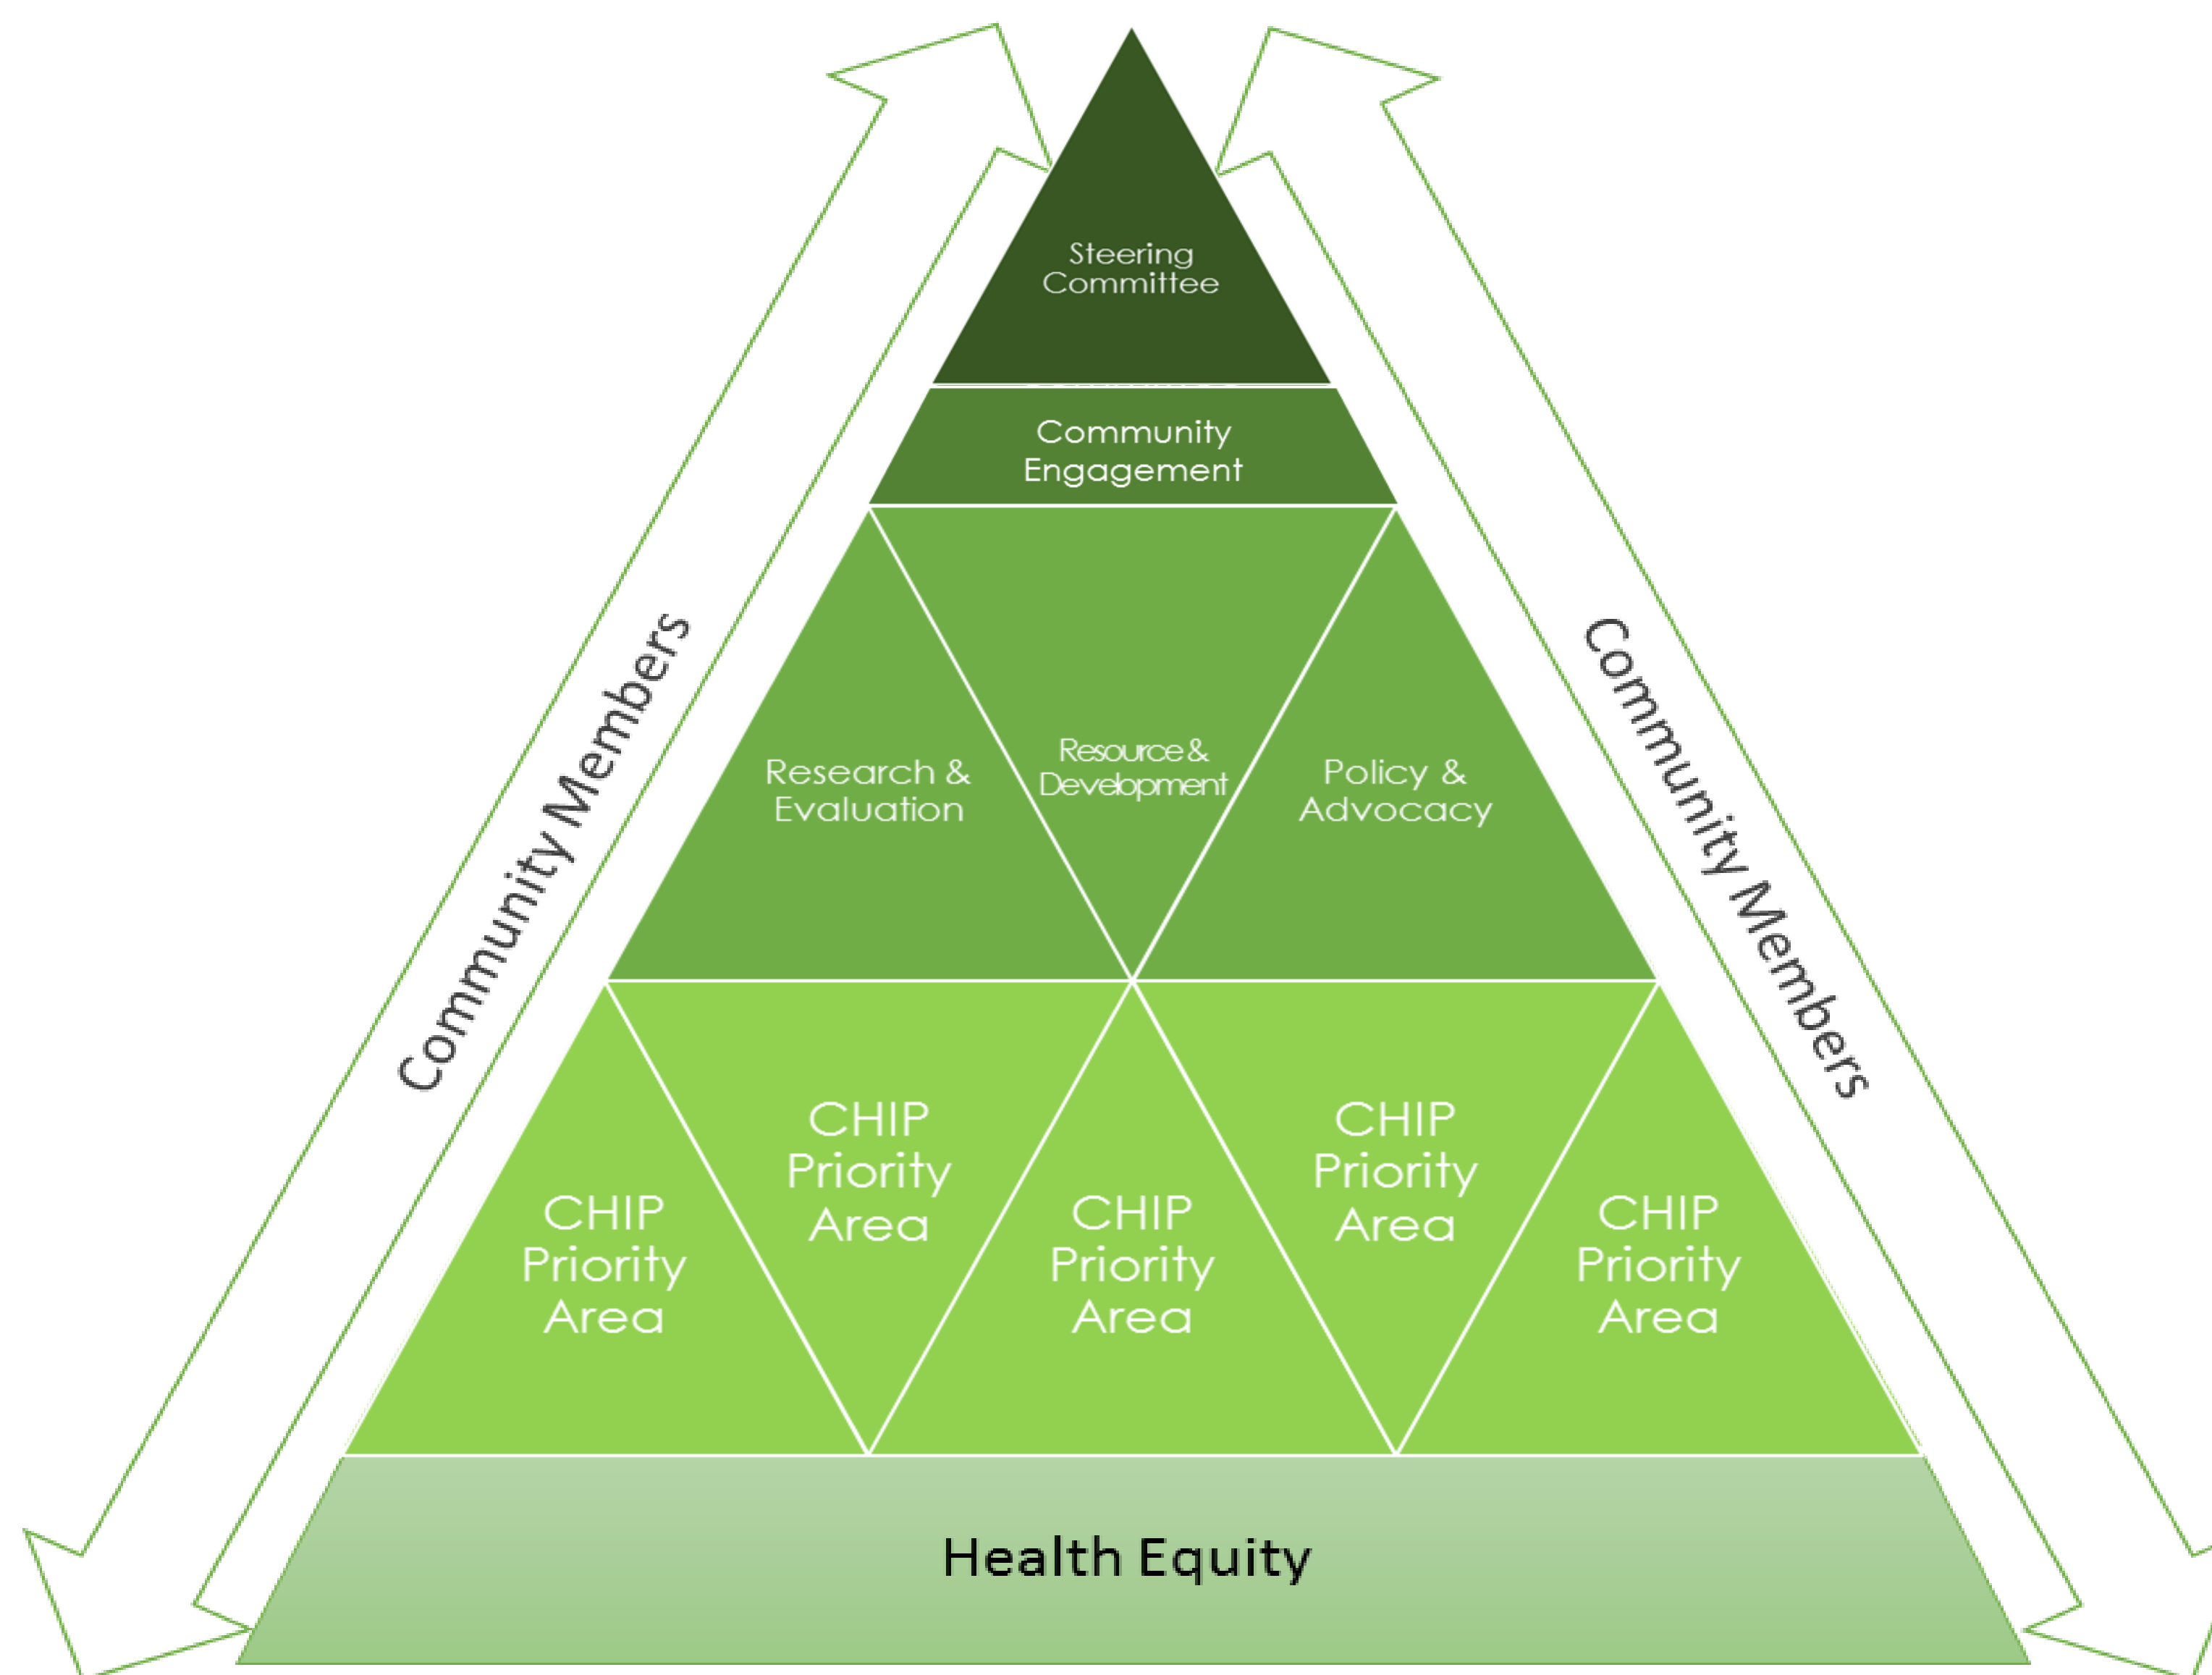 Steering
Committee
Community
Engagement
Community Members
Community Members
Research &
Evaluation
Resource &
Development
Policy &
Advocacy
CHIP
Priority
Area
CHIP
Priority
Area
CHIP
Priority
Area
CHIP
Priority
Area
CHIP
Priority
Area
Health Equity